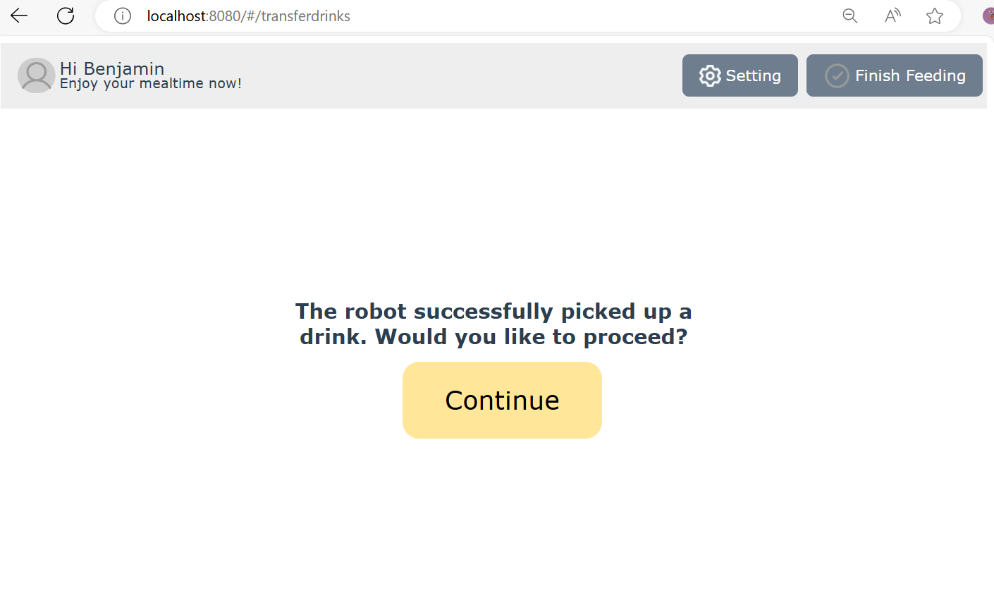 localhost:8080/#/transferdrinks
Hi Benjamin
Enjoy your mealtime now!
Setting
Finish Feeding
The robot successfully picked up a
drink. Would you like to proceed?
Continue